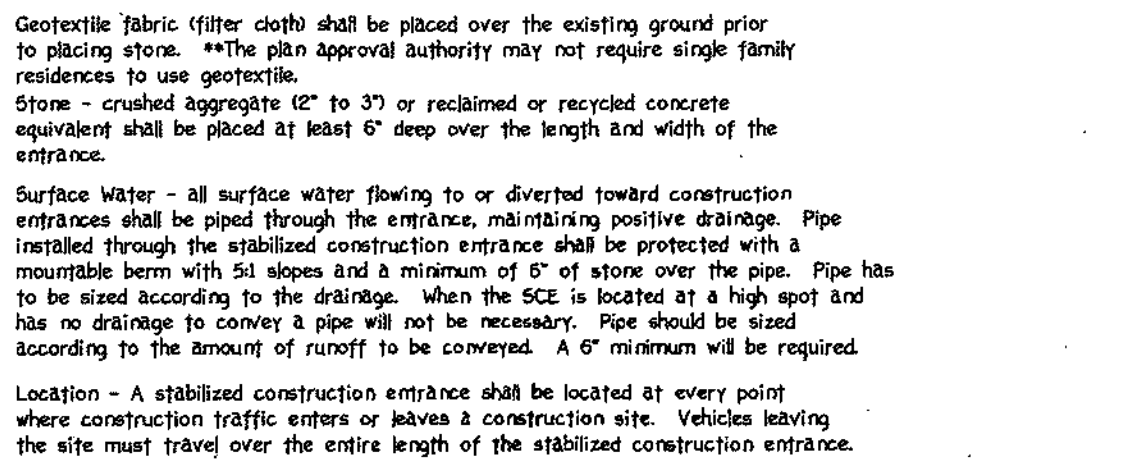 Geotextile fabric (filter cloth) shall be placed over the existing ground prior
to placing stone. **The plan approval authority may not require single family
residences to use geotextile.
Stone - crushed aggregate (2" to 3") or reclaimed or recycled concrete
equivalent shall be placed at least 6" deep over the length and width of the
entrance.
Surface Water - all surface water flowing to or diverted toward construction
entrances shall be piped through the entrance, maintaining positive drainage. Pipe
installed through the stabilized construction entrance shall be protected with a
mountable berm with 5:1 slopes and a minimum of 6" of stone over the pipe. Pipe has
to be sized according to the drainage. When the SCE is located at a high spot and
has no drainage to convey a pipe will not be necessary. Pipe should be sized
according to the amount of runoff to be conveyed. A 6" minimum will be required.
Location - A stabilized construction entrance shall be located at every point
where construction traffic enters or leaves a construction site. Vehicles leaving
the site must travel over the entire length of the stabilized construction entrance.